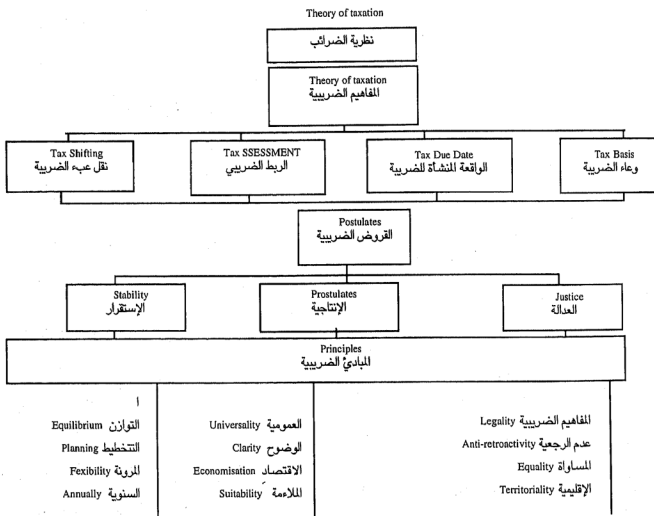 Theory of taxation
نظرية الضرائب
Theory of taxation
المفاهيم الضريبية
Tax Shifting
نقل عبء الضريبة
Tax SSESSMENT
الربط الضريبي
Tax Due Date
الواقعة المنشأة للضريبة
Tax Basis
وعاء الضريبة
Postulates
القروض الضريبية
Stability
الإستقرار
Prostulates
الإنتاجية
Justice
العدالة
Principles
المبادئ الضريبية
أ
Equilibrium التوازن
Planning التتخطيط
Fexibility المرونة
Annually السنوية
Universality العمومية
Clarity الوضوح
Economisation الاقتصاد
Suitability الملاءمة
Legality المفاهيم الضريبية
Anti-retroactivity عدم الرجعية
Equality المساواة
Territoriality الإقليمية